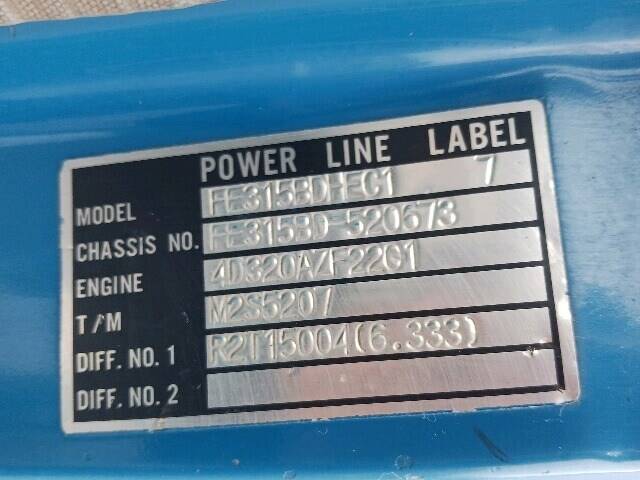 POWER LINE LABEL
MODEL FE315BDHEC1 7
CHASSIS NO. FE315BD-520673
ENGINE 4D320AZF2201
T/M M2S5207
DIFF. NO. 1 R2T15004(6.333)
DIFF. NO. 2